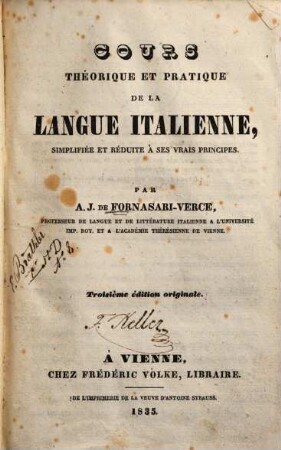 COURS
THÉORIQUE ET PRATIQUE
DE LA
LANGUE ITALIENNE,
SIMPLIFIÉE ET RÉDUITE À SES VRAIS PRINCIPES.
PAR
A. J. DE FORNASARI-VERCE,
PROFESSEUR DE LANGUE ET DE LITTÉRATURE ITALIENNE A L'UNIVERSITÉ
IMP. ROY. ET A L'ACADÉMIE THÉRÉSIENNE DE VIENNE.
Troisième édition originale.
Keller
À VIENNE,
CHEZ FRÉDÉRIC VOLKE, LIBRAIRE.
DE L'IMPRIMERIE DE LA VEUVE D'ANTOINE STRAUSS.
1835.